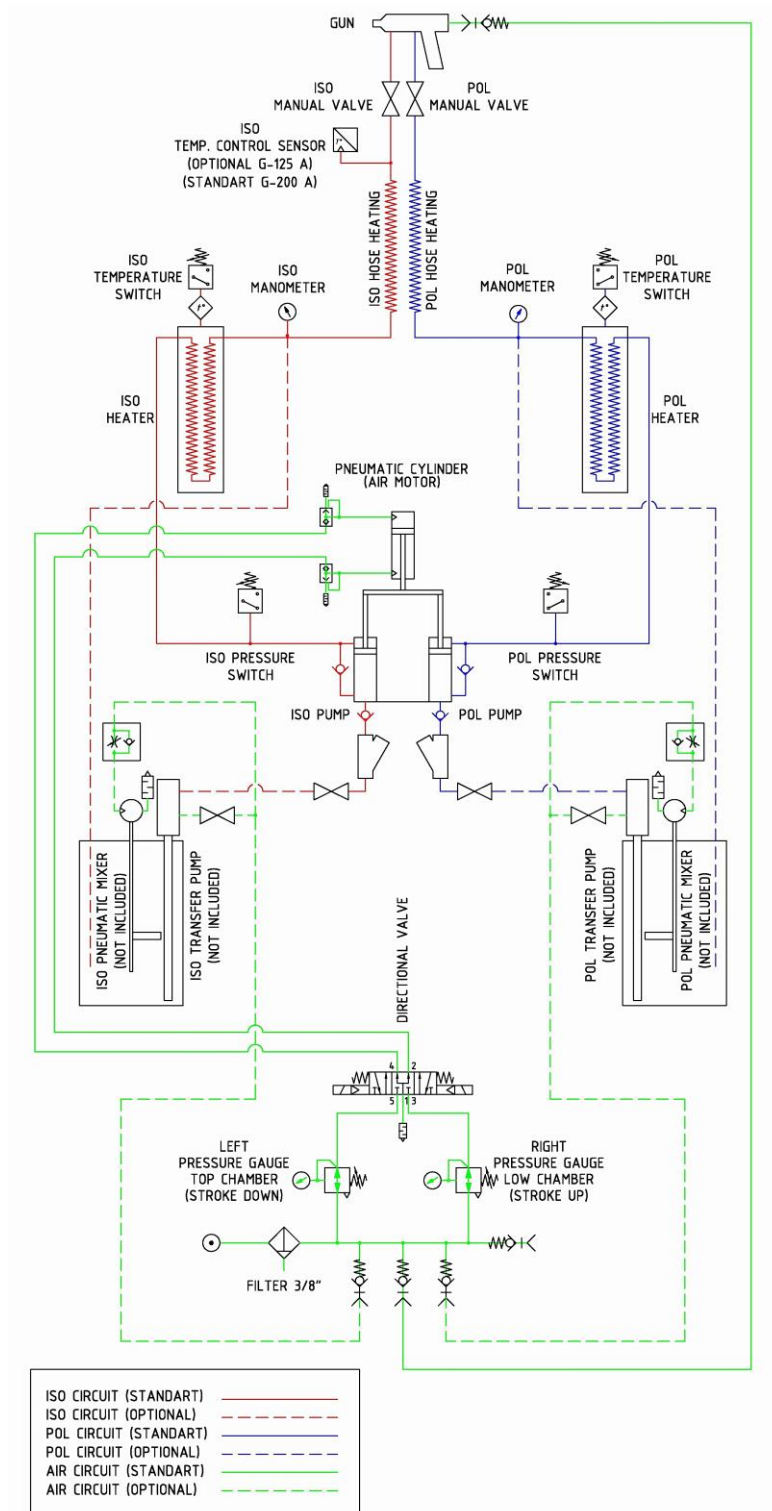 GUN
ISO
MANUAL VALVE
POL
MANUAL VALVE
ISO
TEMP. CONTROL SENSOR
(OPTIONAL G-125 A)
(STANDART G-200 A)
ISO HOSE HEATING
POL HOSE HEATING
ISO
TEMPERATURE
SWITCH
ISO
MANOMETER
POL
MANOMETER
POL
TEMPERATURE
SWITCH
ISO
HEATER
POL
HEATER
PNEUMATIC CYLINDER
(AIR MOTOR)
ISO PRESSURE
SWITCH
POL PRESSURE
SWITCH
ISO PUMP
POL PUMP
ISO PNEUMATIC MIXER
(NOT INCLUDED)
ISO TRANSFER PUMP
(NOT INCLUDED)
DIRECTIONAL VALVE
POL TRANSFER PUMP
(NOT INCLUDED)
POL PNEUMATIC MIXER
(NOT INCLUDED)
4 2
5 1 3
LEFT
PRESSURE GAUGE
TOP CHAMBER
(STROKE DOWN)
RIGHT
PRESSURE GAUGE
LOW CHAMBER
(STROKE UP)
FILTER 3/8"
ISO CIRCUIT (STANDART)
ISO CIRCUIT (OPTIONAL)
POL CIRCUIT (STANDART)
POL CIRCUIT (OPTIONAL)
AIR CIRCUIT (STANDART)
AIR CIRCUIT (OPTIONAL)